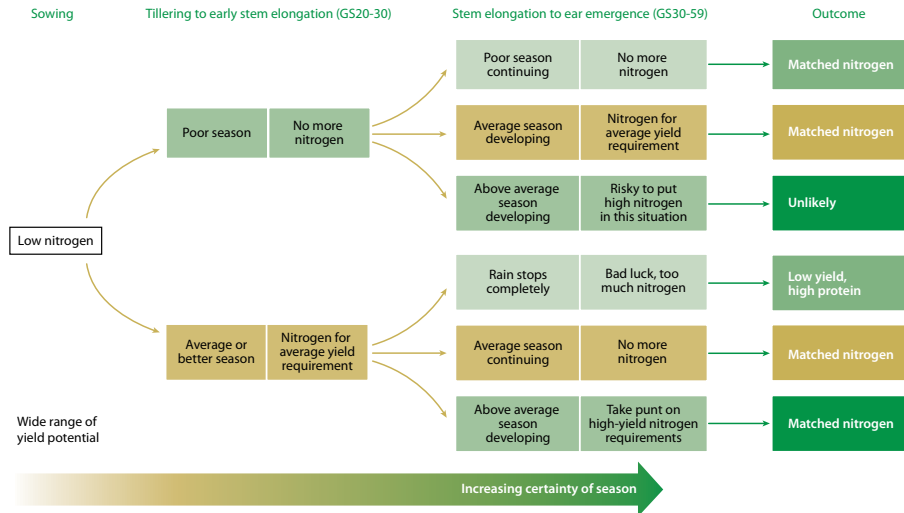 Sowing
Tillering to early stem elongation (GS20-30)
Stem elongation to ear emergence (GS30-59)
Outcome
Low nitrogen
Poor season
No more
nitrogen
Poor season
continuing
No more
nitrogen
Matched nitrogen
Average season
developing
Nitrogen for
average yield
requirement
Matched nitrogen
Above average
season
developing
Risky to put
high nitrogen
in this situation
Unlikely
Average or
better season
Nitrogen for
average yield
requirement
Rain stops
completely
Bad luck, too
much nitrogen
Low yield,
high protein
Average season
continuing
No more
nitrogen
Matched nitrogen
Above average
season
developing
Take punt on
high-yield nitrogen
requirements
Matched nitrogen
Wide range of
yield potential
Increasing certainty of season